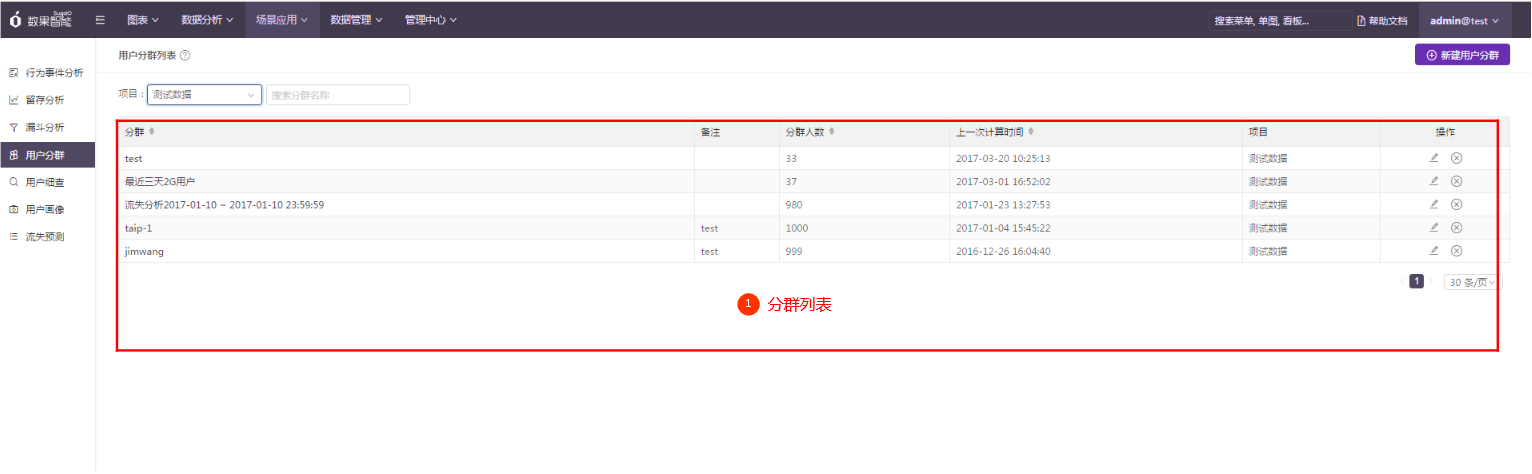 SugoIO
数果智能 图表 数据分析 场景应用 数据管理 管理中心 搜索菜单, 单图, 看板... 帮助文档 admin@test
用户分群列表 新建用户分群
行为事件分析
留存分析
漏斗分析
用户分群
用户细查
用户画像
流失预测
项目 : 测试数据 搜索分群名称
分群 备注 分群人数 上一次计算时间 项目 操作
test 33 2017-03-20 10:25:13 测试数据
最近三天2G用户 37 2017-03-01 16:52:02 测试数据
流失分析2017-01-10 ~ 2017-01-10 23:59:59 980 2017-01-23 13:27:53 测试数据
taip-1 test 1000 2017-01-04 15:45:22 测试数据
jimwang test 999 2016-12-26 16:04:40 测试数据
1 30 条/页
1 分群列表